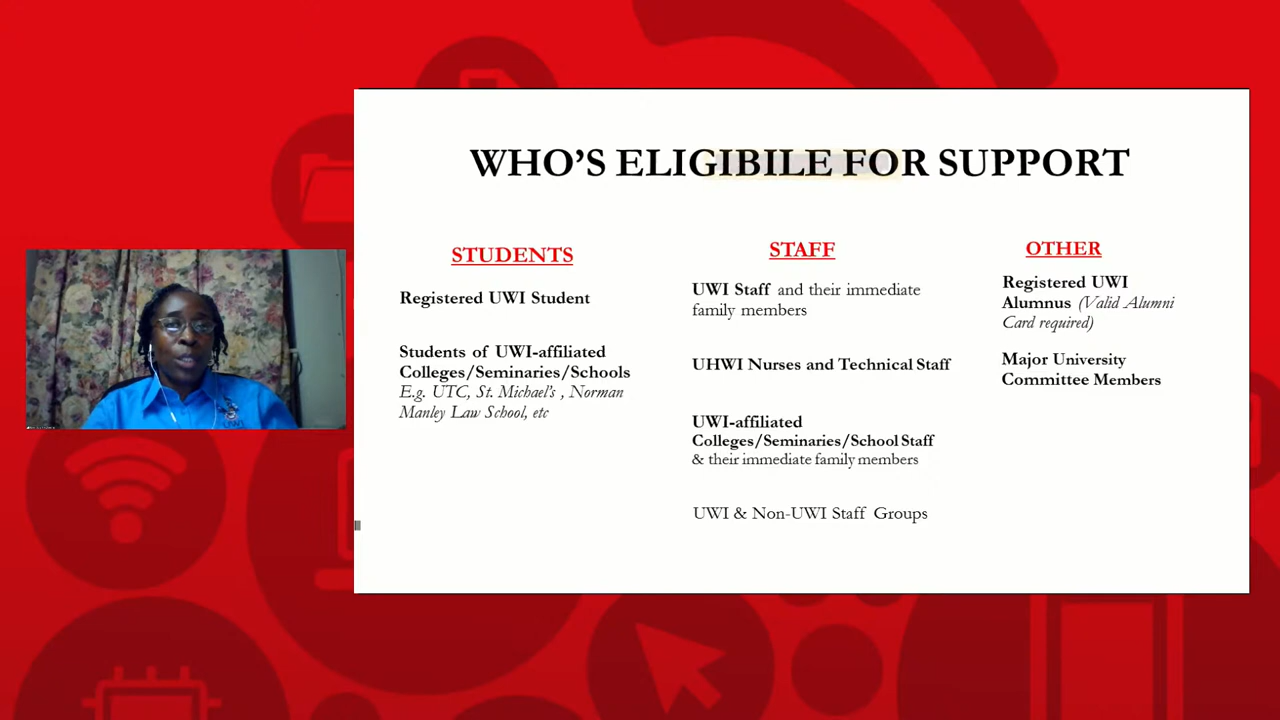 WHO'S ELIGIBILE FOR SUPPORT
STUDENTS
Registered UWI Student
Students of UWI-affiliated
Colleges/Seminaries/Schools
E.g. UTC, St. Michael's , Norman
Manley Law School, etc
STAFF
UWI Staff and their immediate
family members
UHWI Nurses and Technical Staff
UWI-affiliated
Colleges/Seminaries/School Staff
& their immediate family members
UWI & Non-UWI Staff Groups
OTHER
Registered UWI
Alumnus (Valid Alumni
Card required)
Major University
Committee Members